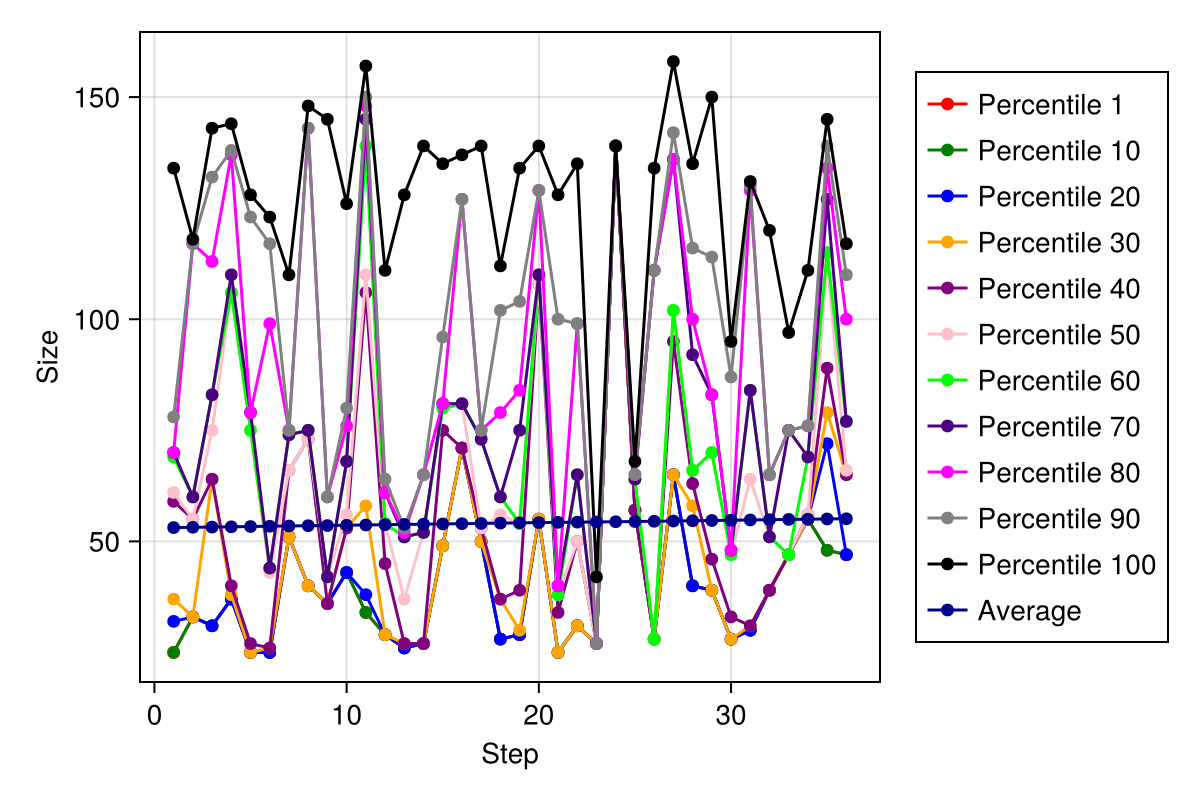 Size
150
100
50
0
10
20
30
Step
Percentile 1
Percentile 10
Percentile 20
Percentile 30
Percentile 40
Percentile 50
Percentile 60
Percentile 70
Percentile 80
Percentile 90
Percentile 100
Average